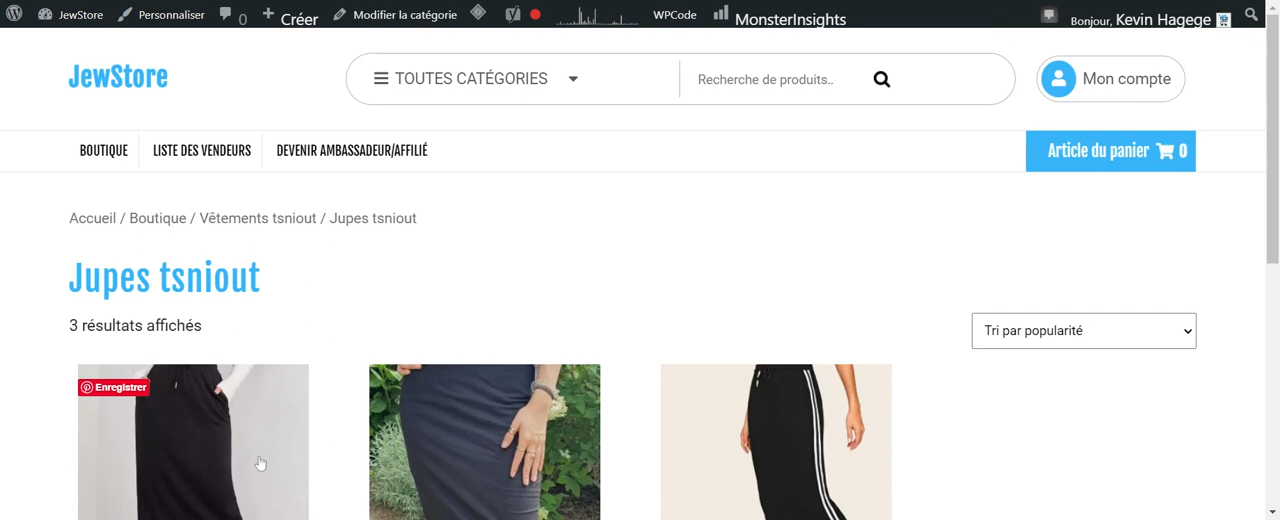 JewStore Personnaliser 0 Créer Modifier la catégorie WPCode MonsterInsights Bonjour, Kevin Hagege
JewStore TOUTES CATÉGORIES Recherche de produits.. Mon compte
BOUTIQUE LISTE DES VENDEURS DEVENIR AMBASSADEUR/AFFILIÉ Article du panier 0
Accueil / Boutique / Vêtements tsniout / Jupes tsniout
Jupes tsniout
3 résultats affichés
Tri par popularité
Enregistrer